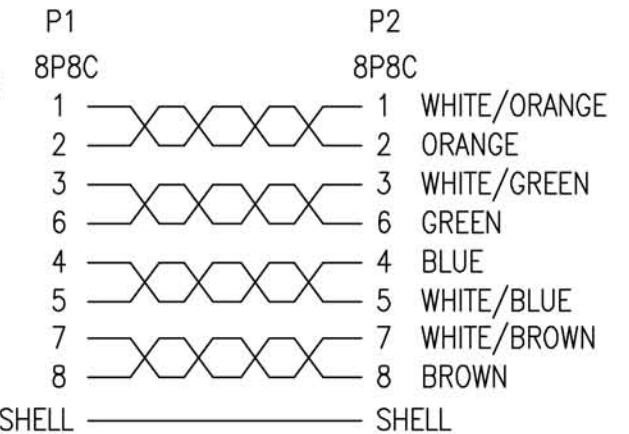 P1 P2
8P8C 8P8C
1 1 WHITE/ORANGE
2 2 ORANGE
3 3 WHITE/GREEN
6 6 GREEN
4 4 BLUE
5 5 WHITE/BLUE
7 7 WHITE/BROWN
8 8 BROWN
SHELL SHELL